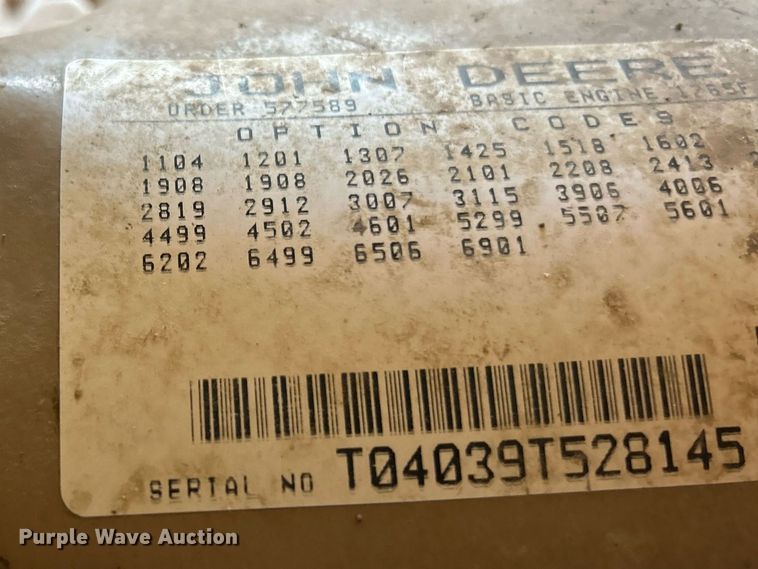 JOHN DEERE
ORDER 577589 BASIC ENGINE 1265F
OPTION CODES
1104 1201 1307 1425 1518 1602
1908 1908 2026 2101 2208 2413
2819 2912 3007 3115 3906 4006
4499 4502 4601 5299 5507 5601
6202 6499 6506 6901
SERIAL NO T04039T528145
Purple Wave Auction